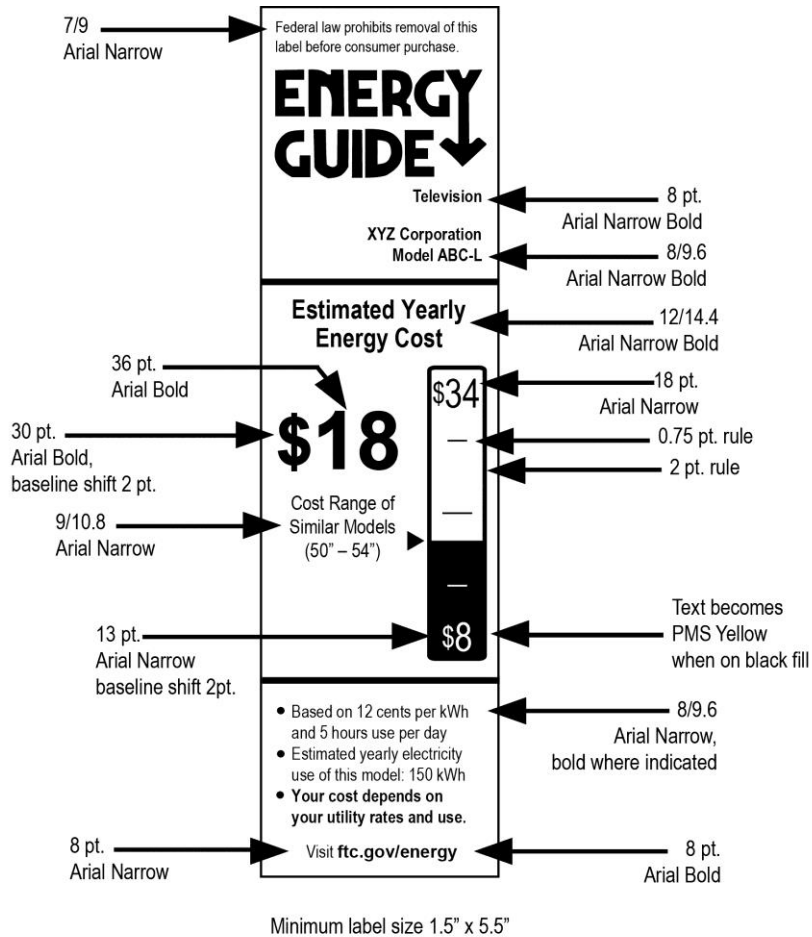 7/9
Arial Narrow
Federal law prohibits removal of this
label before consumer purchase.
ENERGY
GUIDE
Television
8 pt.
Arial Narrow Bold
XYZ Corporation
Model ABC-L
8/9.6
Arial Narrow Bold
Estimated Yearly
Energy Cost
12/14.4
Arial Narrow Bold
36 pt.
Arial Bold
$34
18 pt.
Arial Narrow
30 pt.
Arial Bold,
baseline shift 2 pt.
$18
0.75 pt. rule
2 pt. rule
9/10.8
Arial Narrow
Cost Range of
Similar Models
(50” – 54”)
13 pt.
Arial Narrow
baseline shift 2pt.
$8
Text becomes
PMS Yellow
when on black fill
● Based on 12 cents per kWh
and 5 hours use per day
● Estimated yearly electricity
use of this model: 150 kWh
● Your cost depends on
your utility rates and use.
8/9.6
Arial Narrow,
bold where indicated
8 pt.
Arial Narrow
Visit ftc.gov/energy
8 pt.
Arial Bold
Minimum label size 1.5” x 5.5”